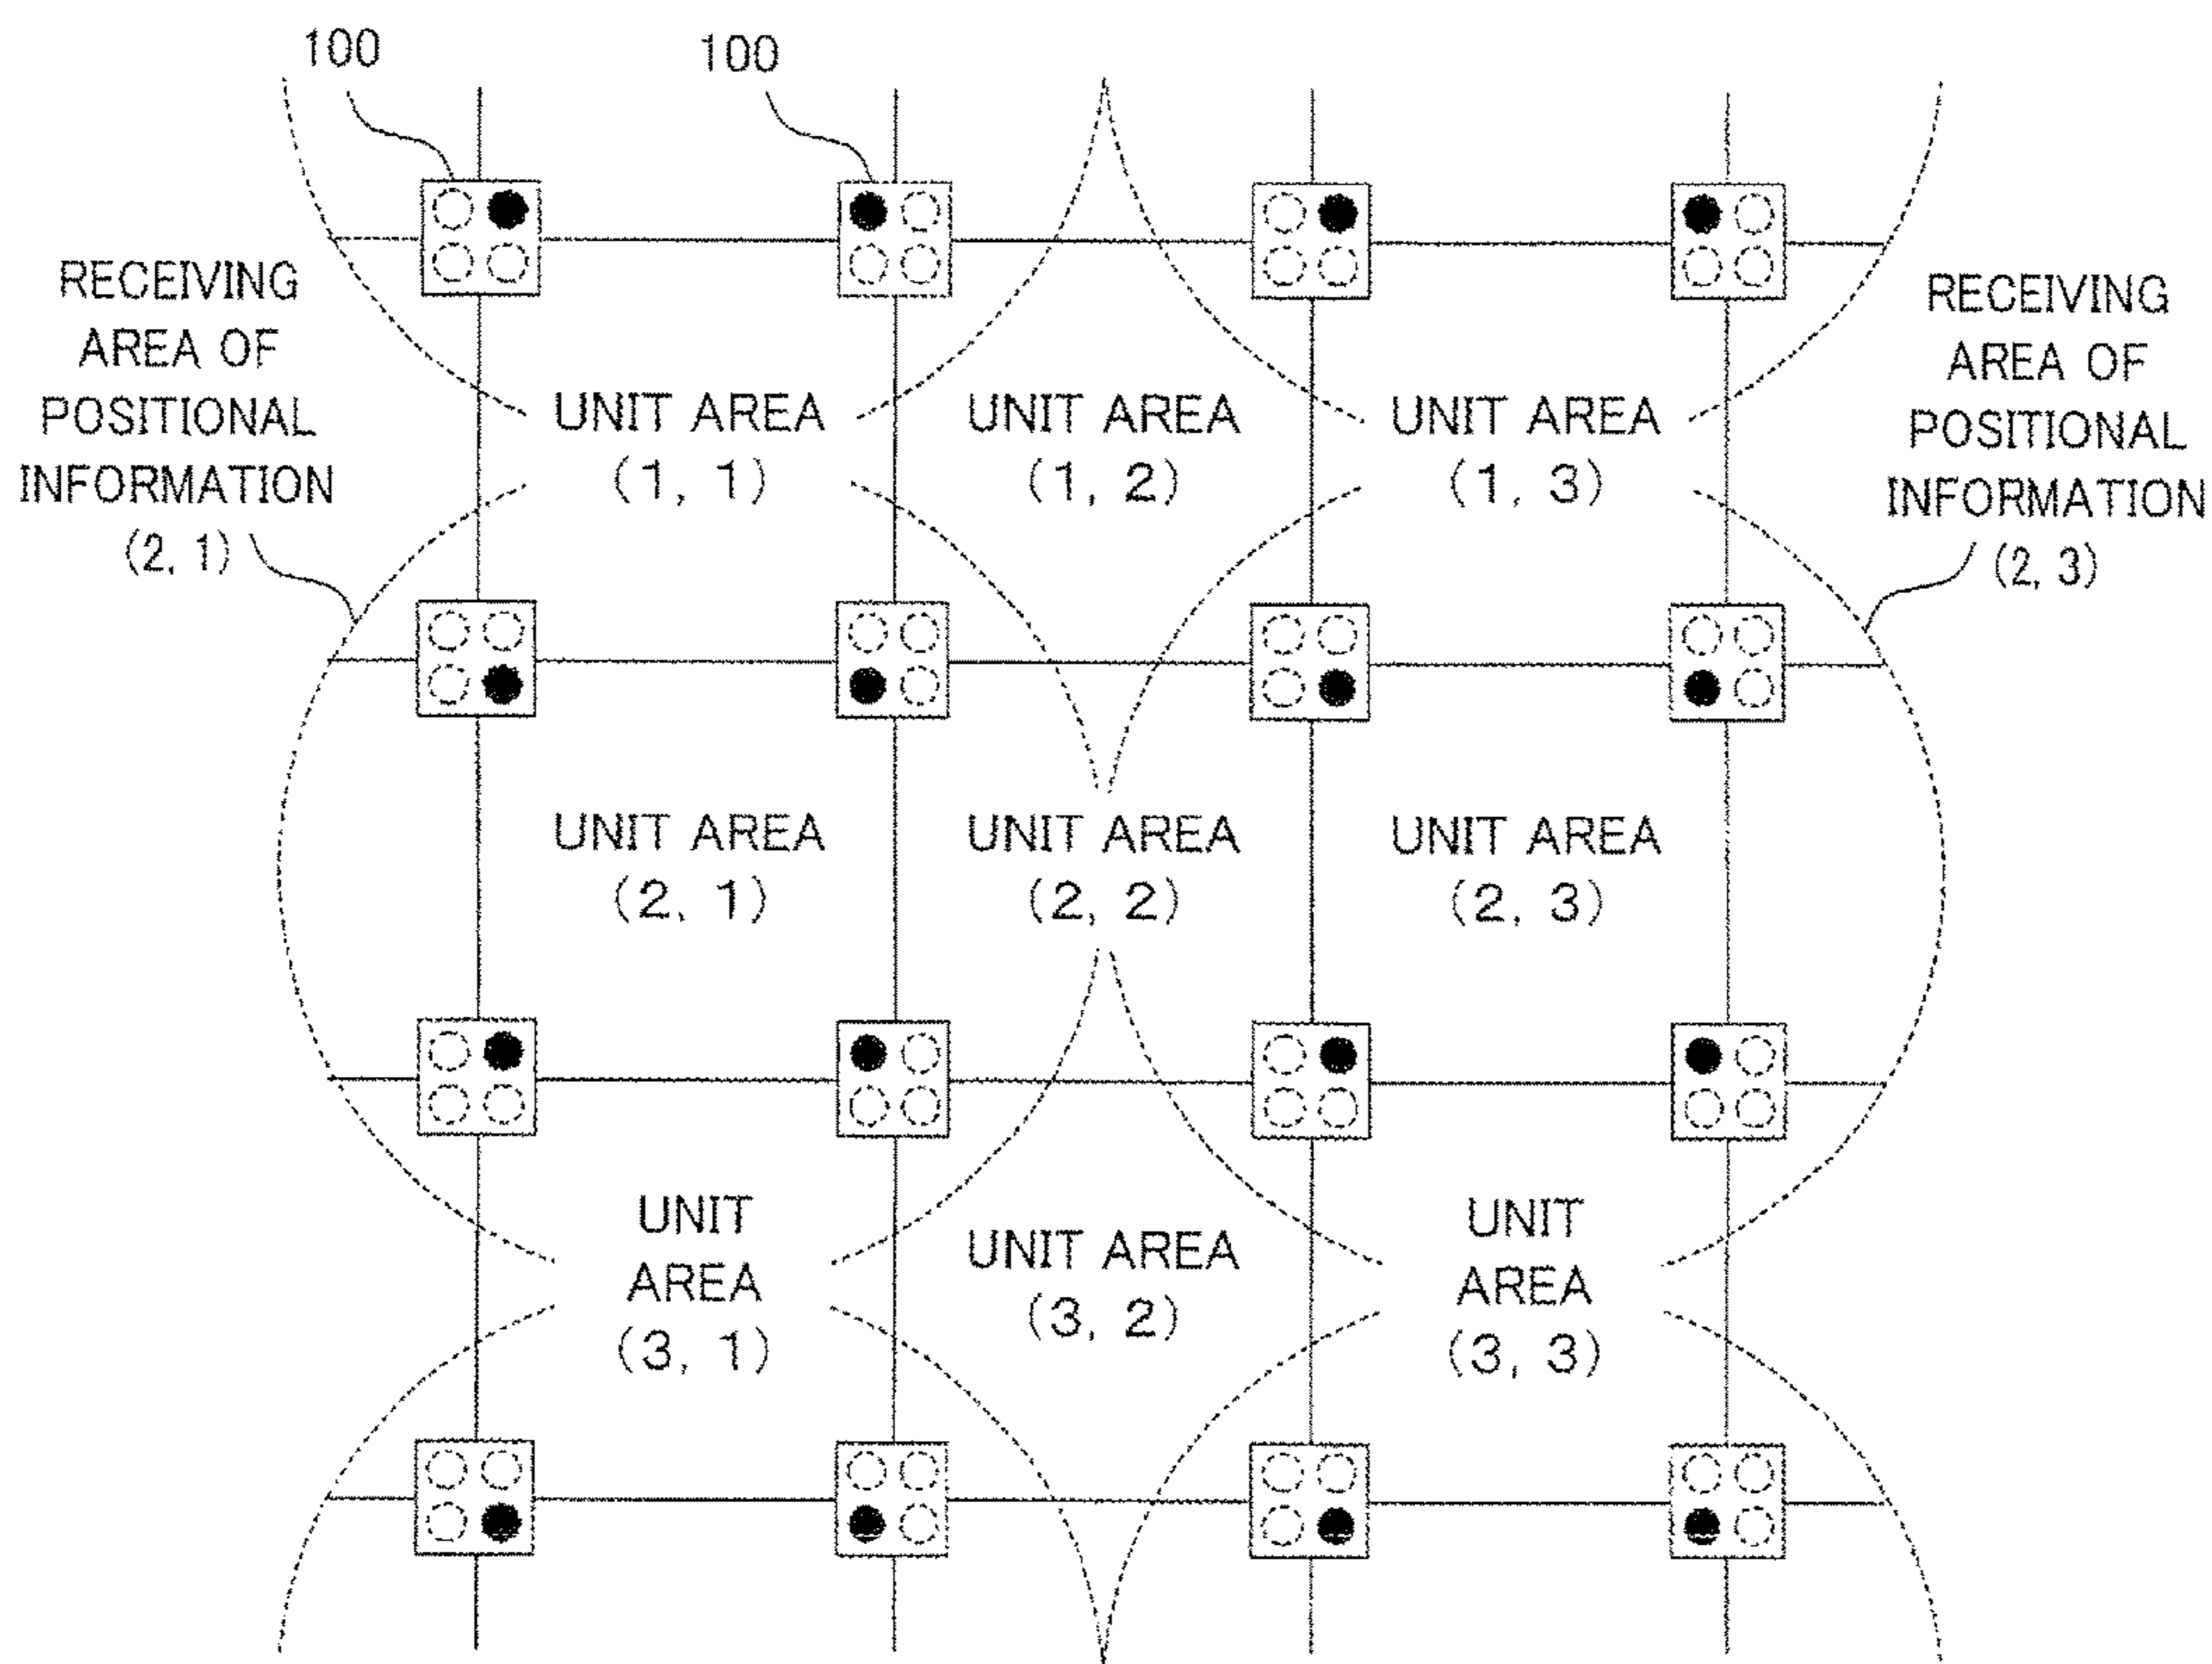 100
100
RECEIVING
AREA OF
POSITIONAL
INFORMATION
(2, 1)
RECEIVING
AREA OF
POSITIONAL
INFORMATION
(2, 3)
UNIT AREA
(1, 1)
UNIT AREA
(1, 2)
UNIT AREA
(1, 3)
UNIT AREA
(2, 1)
UNIT AREA
(2, 2)
UNIT AREA
(2, 3)
UNIT
AREA
(3, 1)
UNIT AREA
(3, 2)
UNIT
AREA
(3, 3)